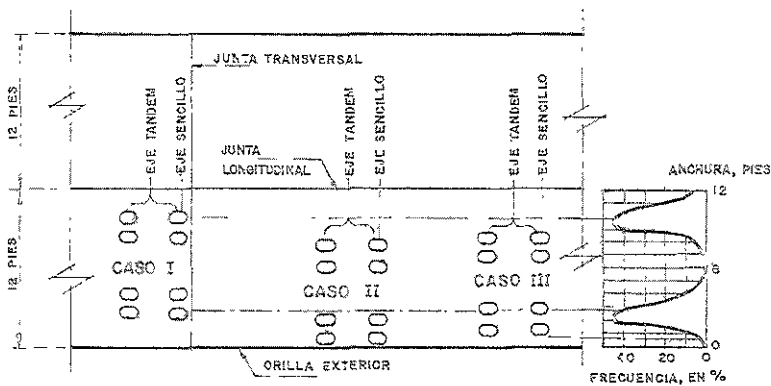 JUNTA TRANSVERSAL
12 PIES
EJE TANDEM
EJE SENCILLO
EJE TANDEM
EJE SENCILLO
EJE TANDEM
EJE SENCILLO
JUNTA
LONGITUDINAL
ANCHURA, PIES
12
12 PIES
CASO I
CASO II
CASO III
6
0
ORILLA EXTERIOR
40 20 0
FRECUENCIA, EN %